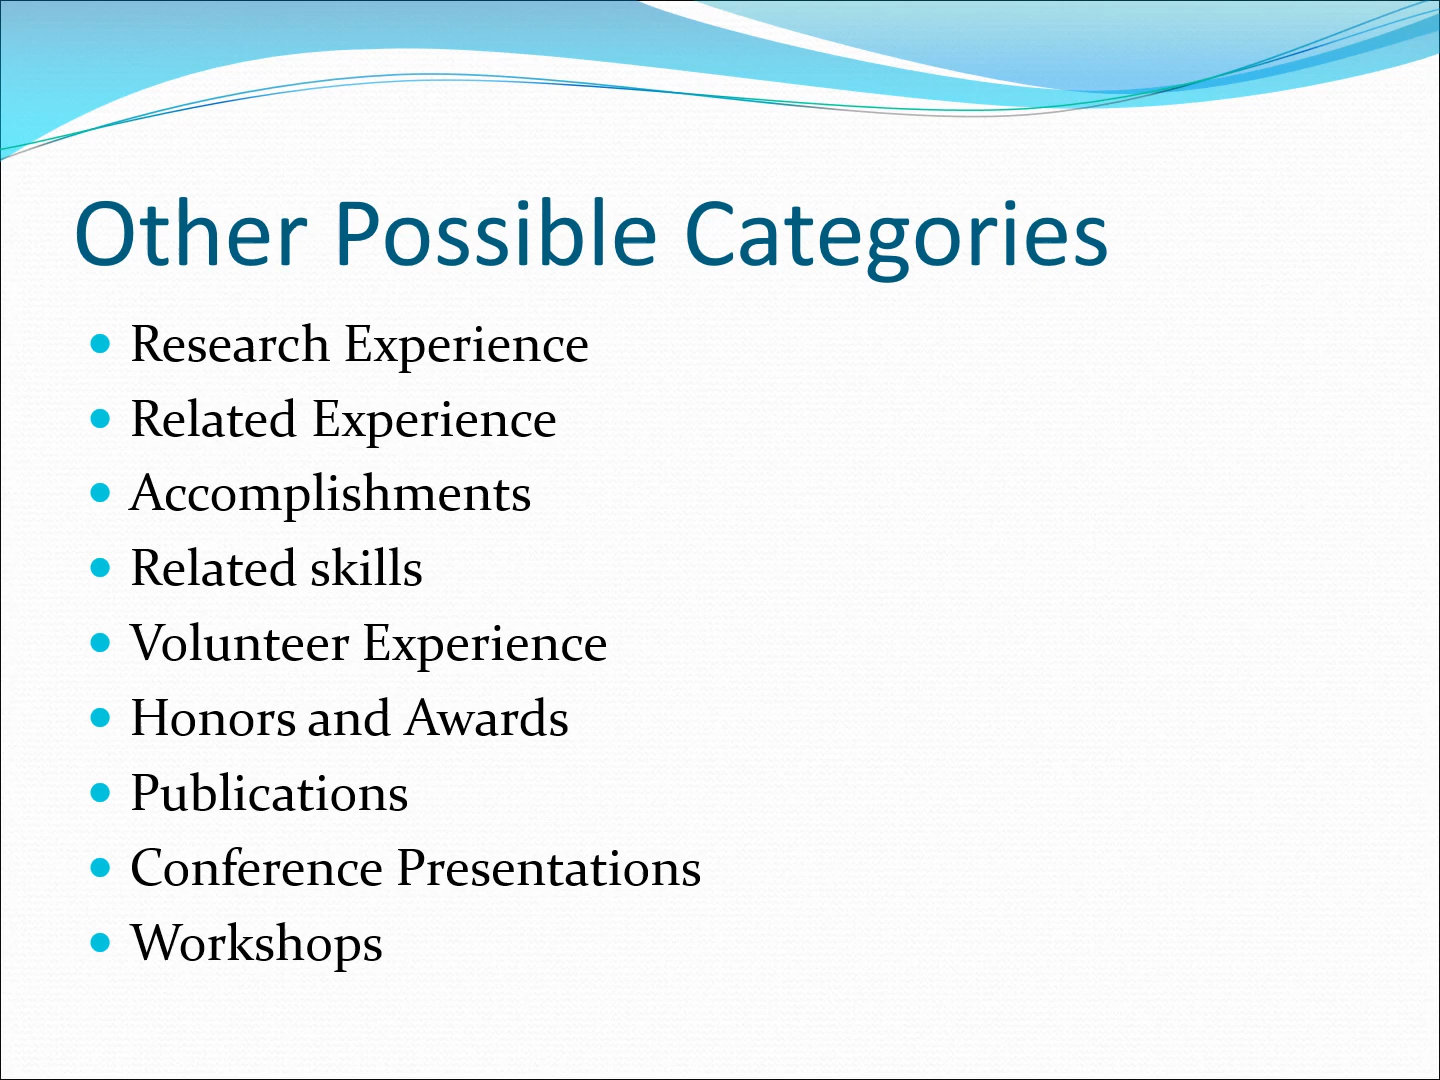 Other Possible Categories
• Research Experience
• Related Experience
• Accomplishments
• Related skills
• Volunteer Experience
• Honors and Awards
• Publications
• Conference Presentations
• Workshops